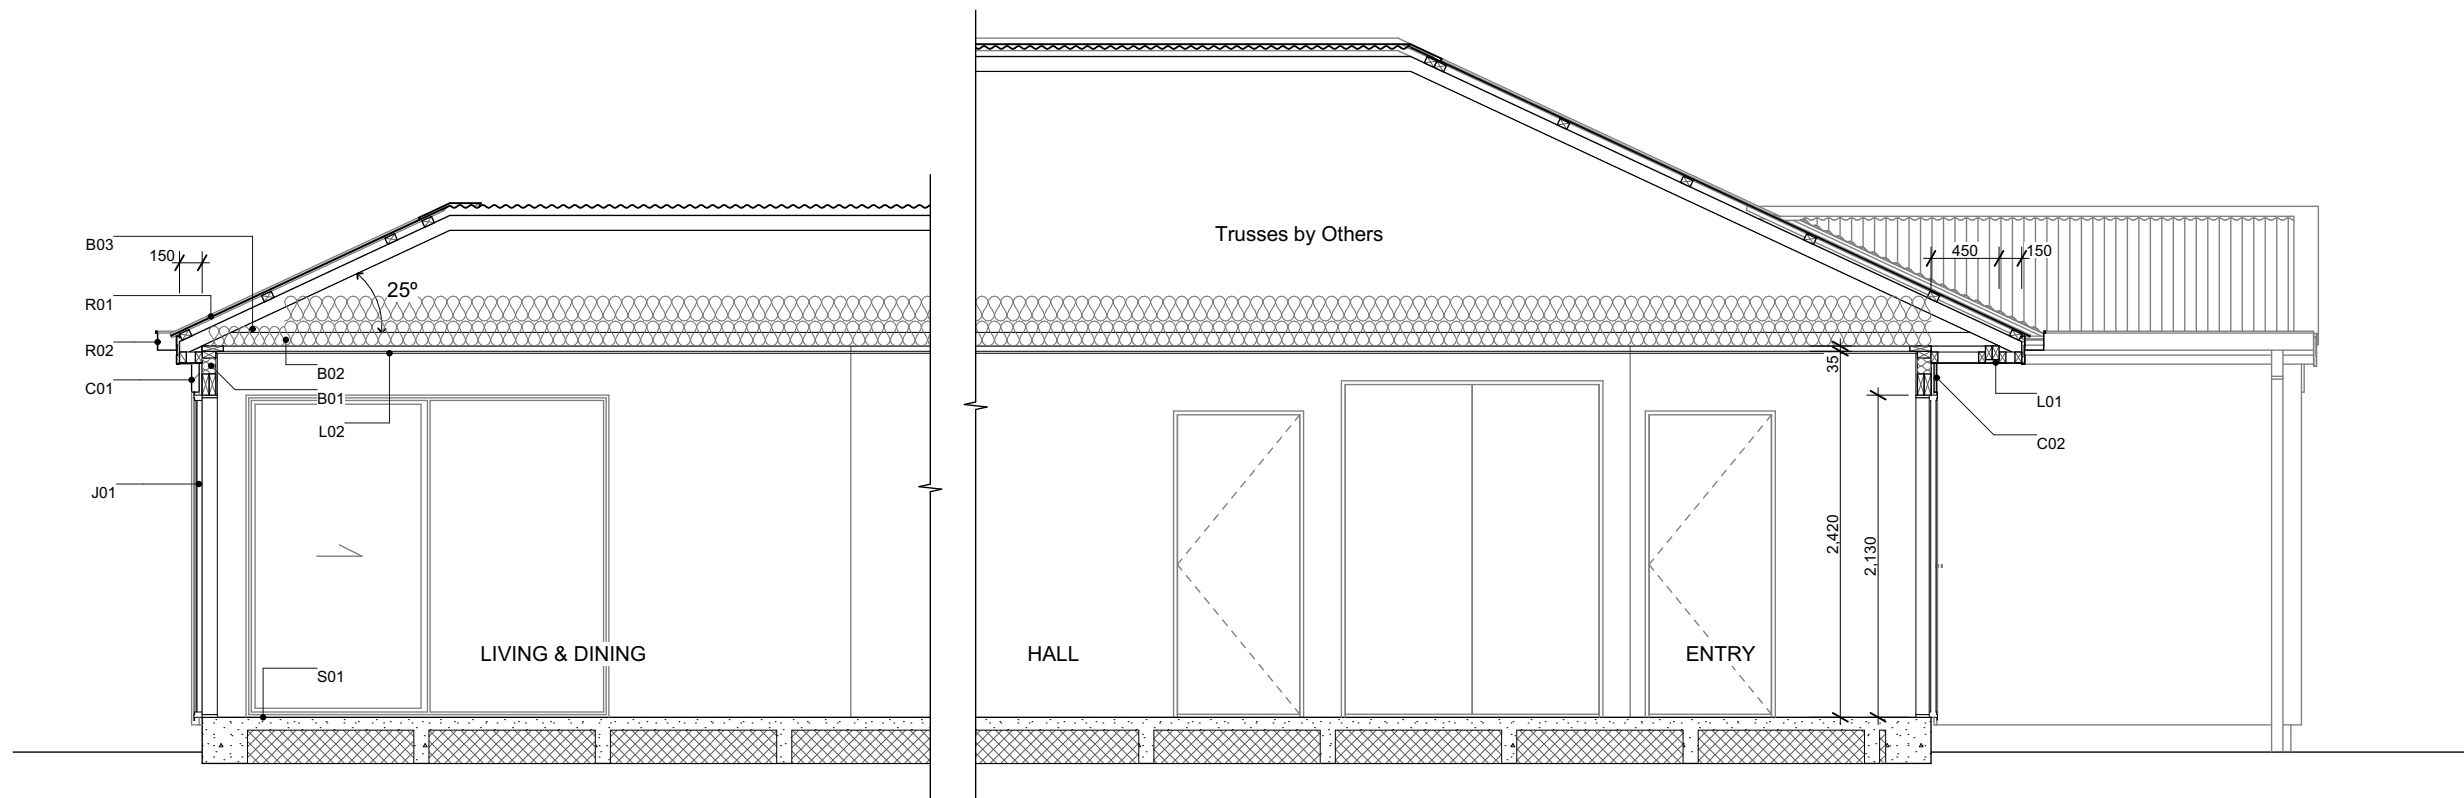 Trusses by Others
B03
150
450
150
25º
R01
R02
C01
B02
B01
L02
35
L01
C02
J01
2,420
2,130
LIVING & DINING
HALL
ENTRY
S01